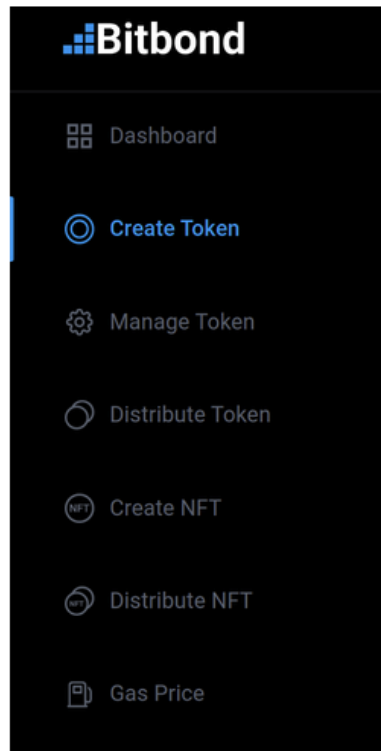 Bitbond
Dashboard
Create Token
Manage Token
Distribute Token
NFT Create NFT
NFT Distribute NFT
Gas Price